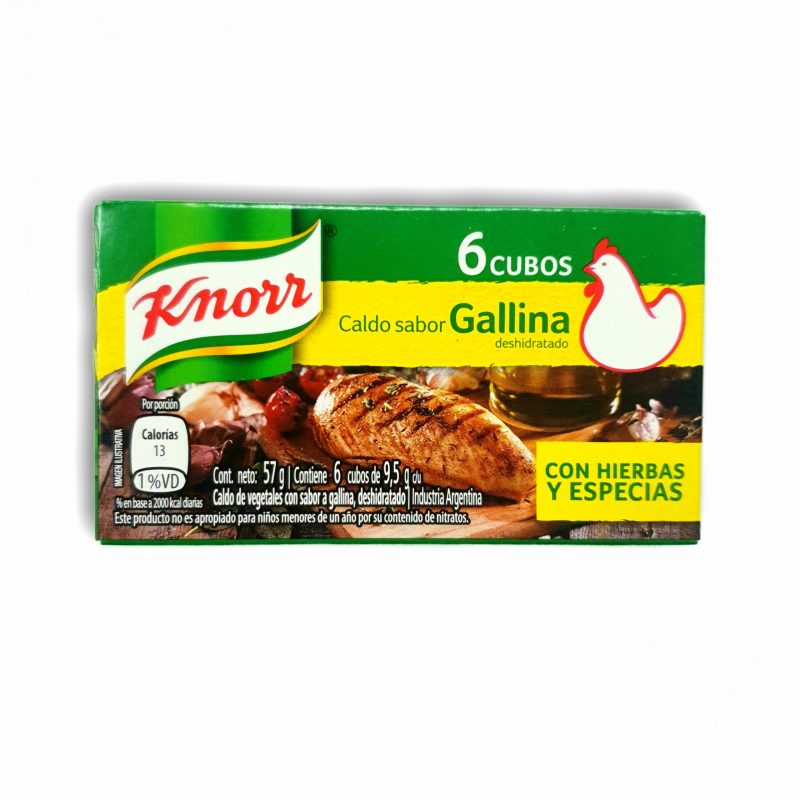 Knorr®
6 CUBOS
Caldo sabor Gallina
deshidratado
CON HIERBAS
Y ESPECIAS
IMAGEN ILUSTRATIVA
Por porción
Calorías
13
1%VD
% en base a 2000 kcal diarias
Cont. neto: 57 g | Contiene 6 cubos de 9,5 g c/u
Caldo de vegetales con sabor a gallina, deshidratado | Industria Argentina
Este producto no es apropiado para niños menores de un año por su contenido de nitratos.